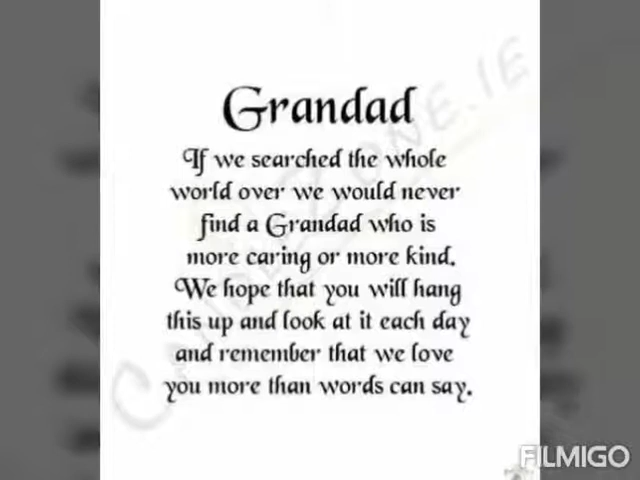 Grandad
If we searched the whole
world over we would never
find a Grandad who is
more caring or more kind.
We hope that you will hang
this up and look at it each day
and remember that we love
you more than words can say.
CandleZone.ie
FILMIGO